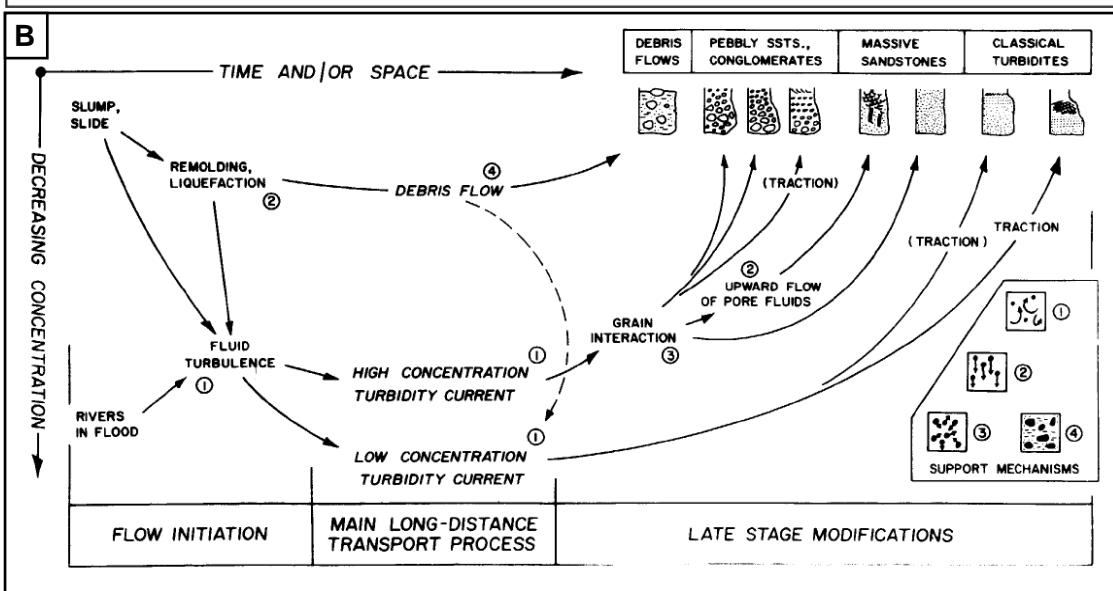 B
DEBRIS
FLOWS
PEBBLY SSTS.,
CONGLOMERATES
MASSIVE
SANDSTONES
CLASSICAL
TURBIDITES
TIME AND/OR SPACE
DECREASING CONCENTRATION
SLUMP,
SLIDE
REMOLDING,
LIQUEFACTION
2
4
DEBRIS FLOW
(TRACTION)
(TRACTION)
TRACTION
2
UPWARD FLOW
OF PORE FLUIDS
GRAIN
INTERACTION
3
FLUID
TURBULENCE
1
RIVERS
IN FLOOD
1
HIGH CONCENTRATION
TURBIDITY CURRENT
1
LOW CONCENTRATION
TURBIDITY CURRENT
1
2
3
4
SUPPORT MECHANISMS
FLOW INITIATION
MAIN LONG-DISTANCE
TRANSPORT PROCESS
LATE STAGE MODIFICATIONS